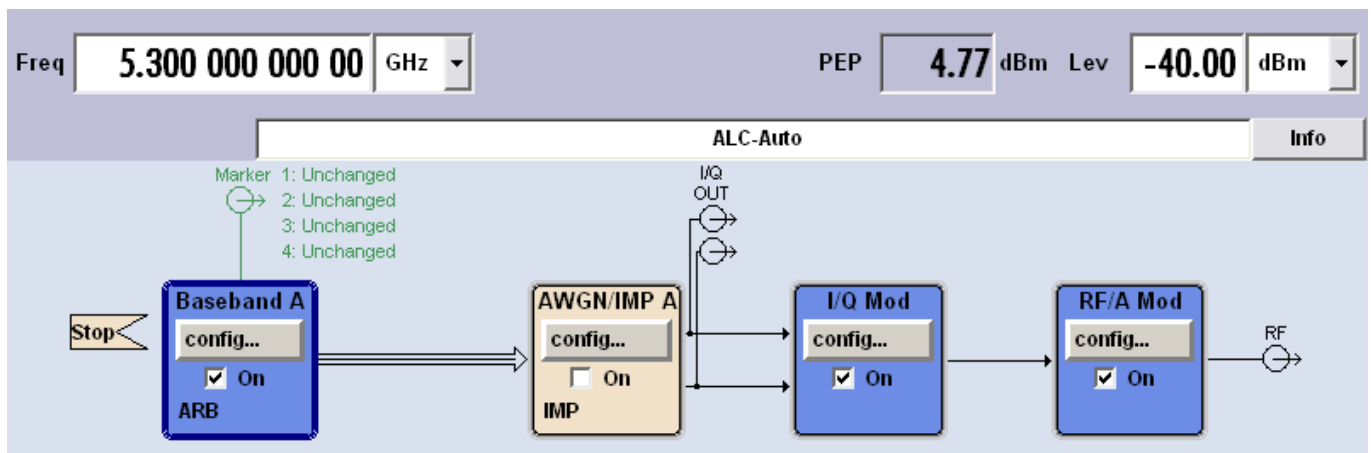 Freq 5.300 000 000 00 GHz PEP 4.77 dBm Lev -40.00 dBm
ALC-Auto Info
Marker 1: Unchanged
2: Unchanged
3: Unchanged
4: Unchanged
I/Q
OUT
Stop
Baseband A
config...
On
ARB
AWGN/IMP A
config...
On
IMP
I/Q Mod
config...
On
RF/A Mod
config...
On
RF